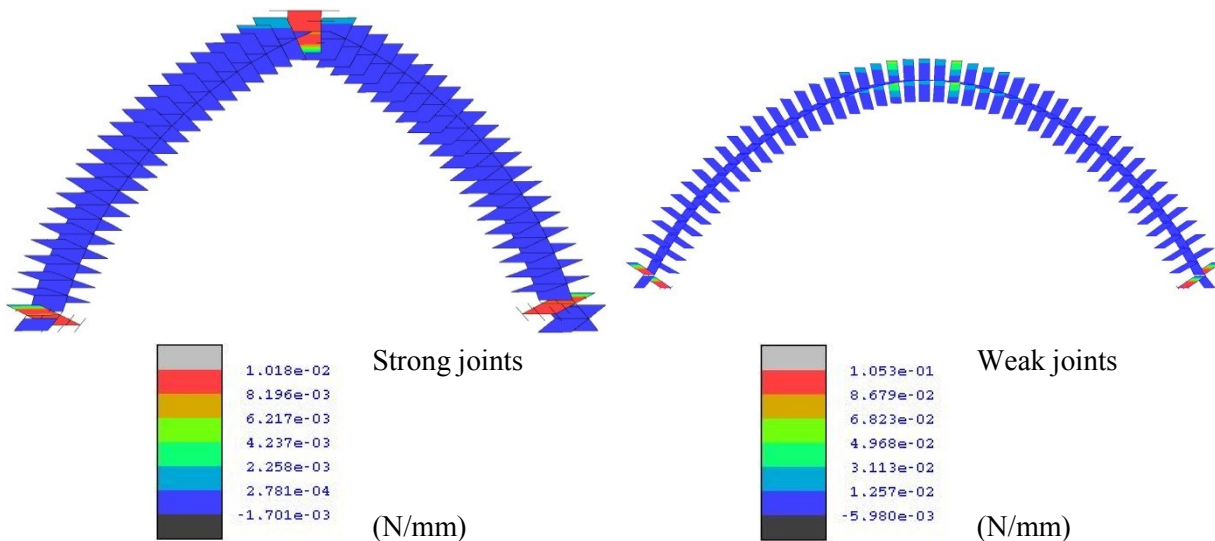 Strong joints
1.018e-02
8.196e-03
6.217e-03
4.237e-03
2.258e-03
2.781e-04
-1.701e-03
(N/mm)
Weak joints
1.053e-01
8.679e-02
6.823e-02
4.968e-02
3.113e-02
1.257e-02
-5.980e-03
(N/mm)